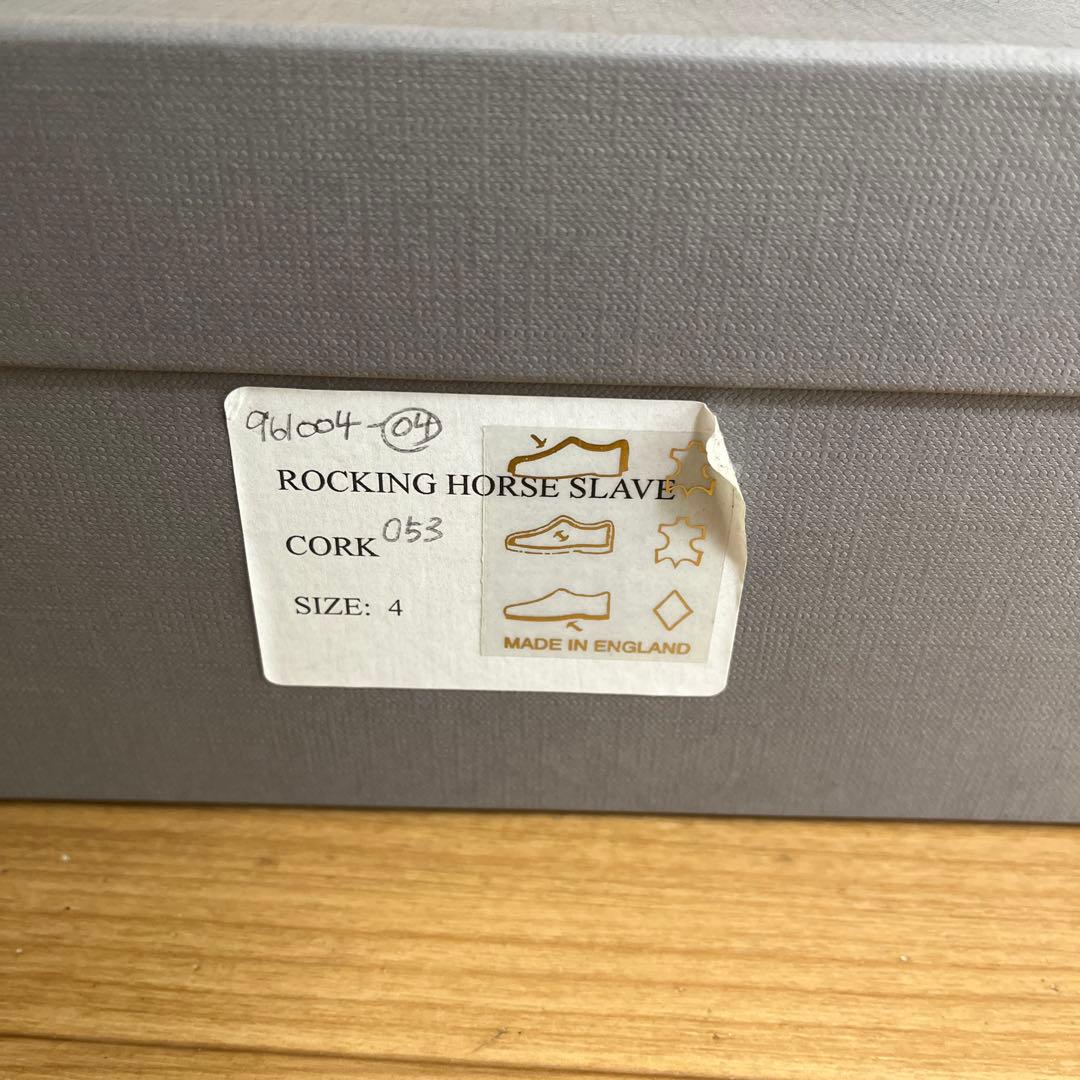 961004-04
ROCKING HORSE SLAVE
CORK 053
SIZE: 4
MADE IN ENGLAND